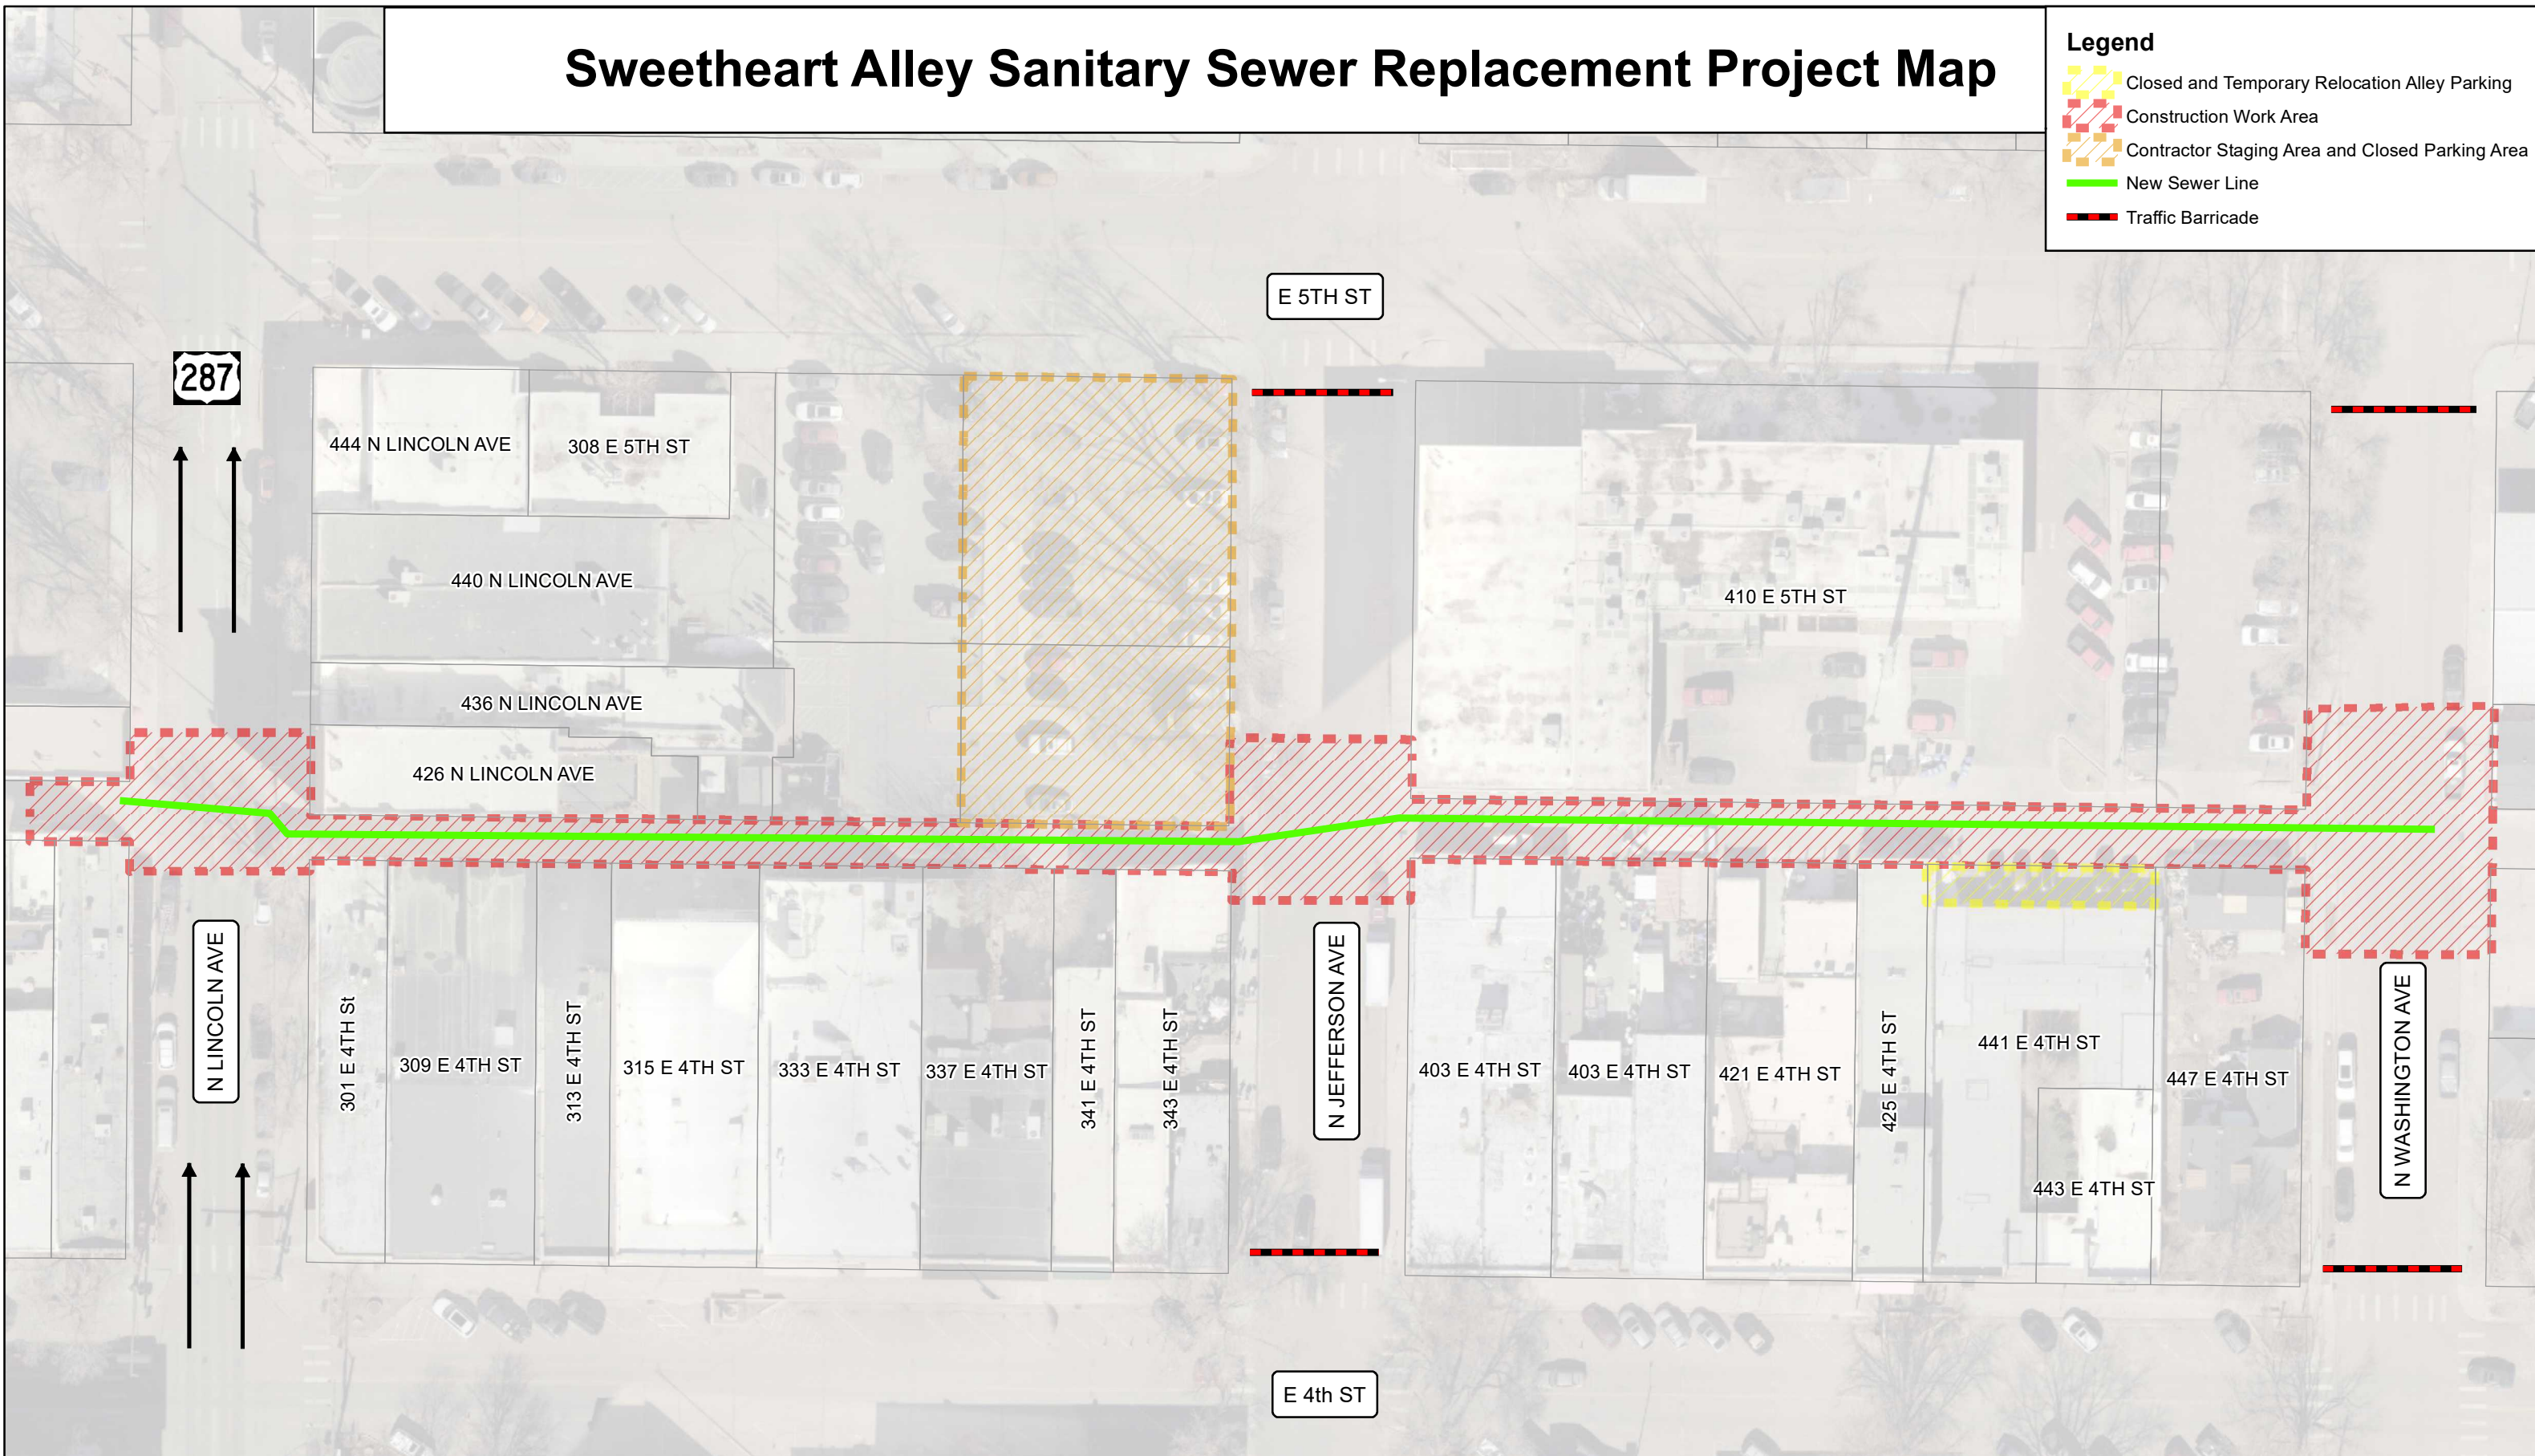 Sweetheart Alley Sanitary Sewer Replacement Project Map
Legend
Closed and Temporary Relocation Alley Parking
Construction Work Area
Contractor Staging Area and Closed Parking Area
New Sewer Line
Traffic Barricade
E 5TH ST
287
444 N LINCOLN AVE
308 E 5TH ST
440 N LINCOLN AVE
410 E 5TH ST
436 N LINCOLN AVE
426 N LINCOLN AVE
N LINCOLN AVE
301 E 4TH St
309 E 4TH ST
313 E 4TH ST
315 E 4TH ST
333 E 4TH ST
337 E 4TH ST
341 E 4TH ST
343 E 4TH ST
N JEFFERSON AVE
403 E 4TH ST
403 E 4TH ST
421 E 4TH ST
425 E 4TH ST
441 E 4TH ST
443 E 4TH ST
447 E 4TH ST
N WASHINGTON AVE
E 4th ST